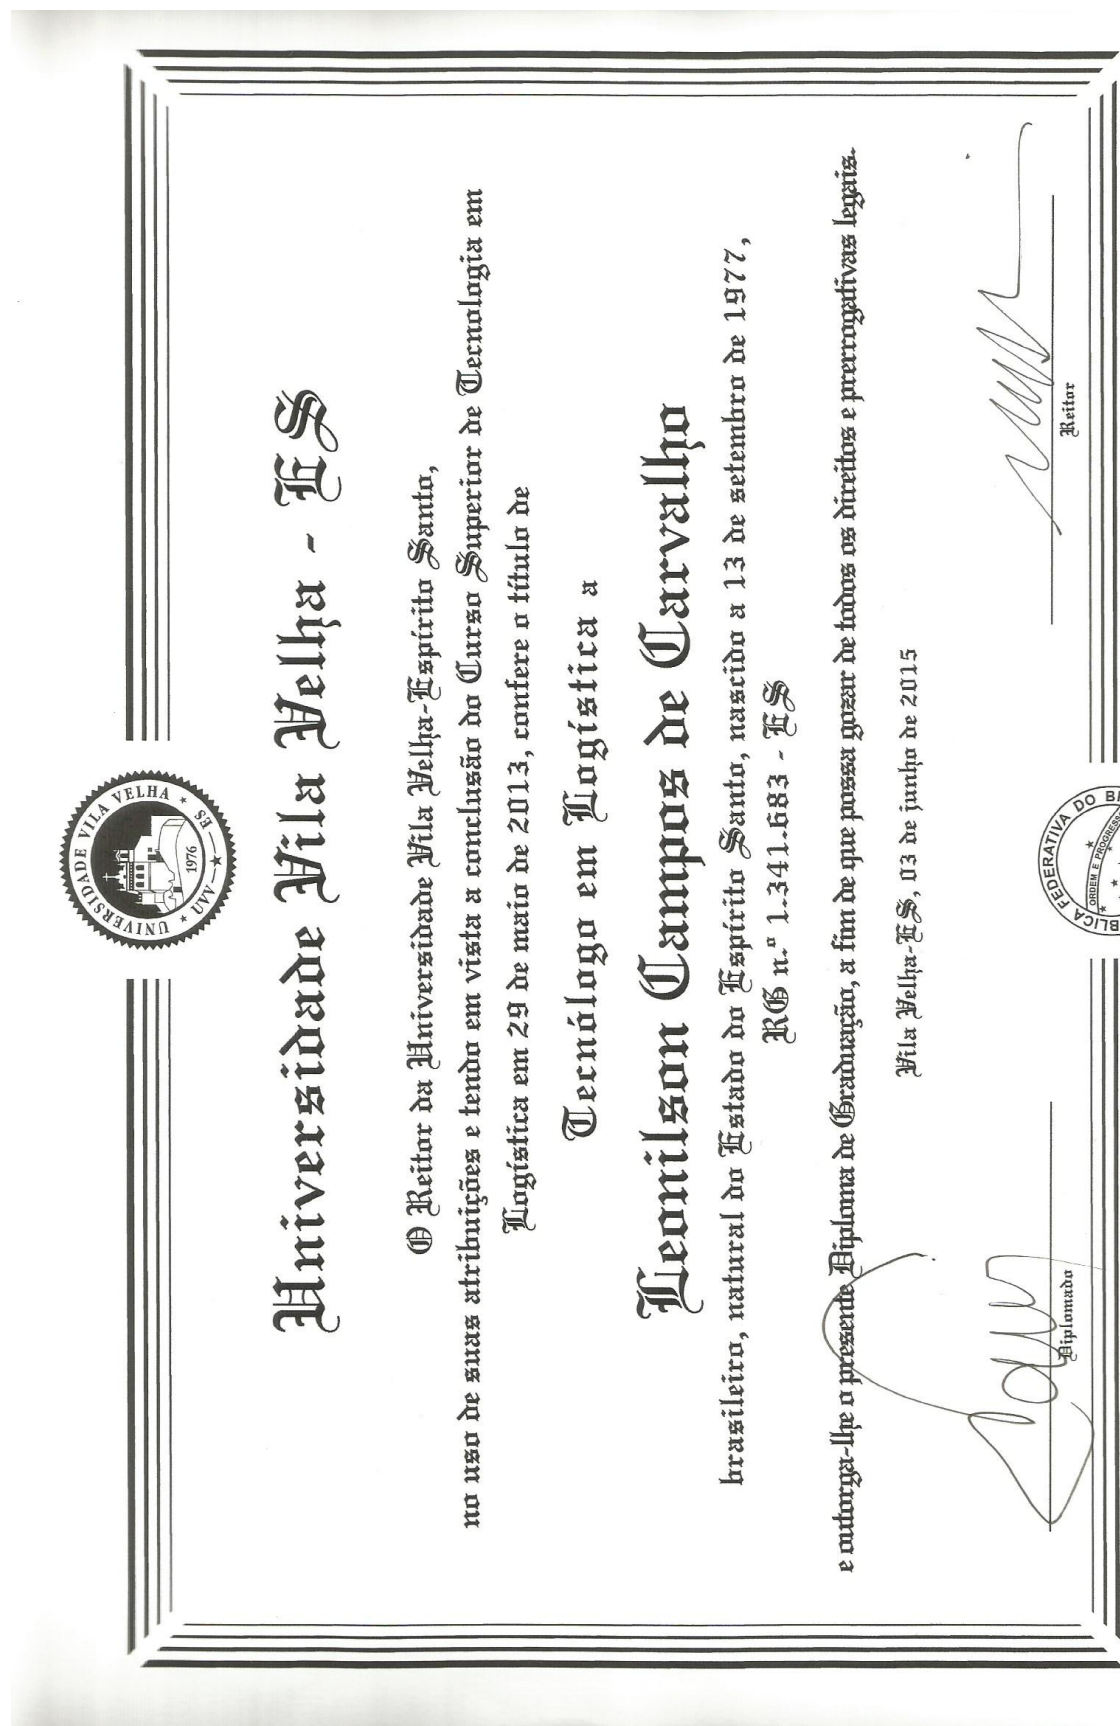 UNIVERSIDADE VILA VELHA
UVV ES
1976
Universidade Vila Velha - ES
O Reitor da Universidade Vila Velha-Espírito Santo,
no uso de suas atribuições e tendo em vista a conclusão do Curso Superior de Tecnologia em
Logística em 29 de maio de 2013, confere o título de
Tecnólogo em Logística a
Leonilson Campos de Carvalho
brasileiro, natural do Estado do Espírito Santo, nascido a 13 de setembro de 1977,
RG n.º 1.341.683 - ES
e outorga-lhe o presente Diploma de Graduação, a fim de que possa gozar de todos os direitos e prerrogativas legais.
Vila Velha-ES, 03 de junho de 2015
Diplomado
Reitor
FEDERATIVA DO
ORDEM E PROGRESSO